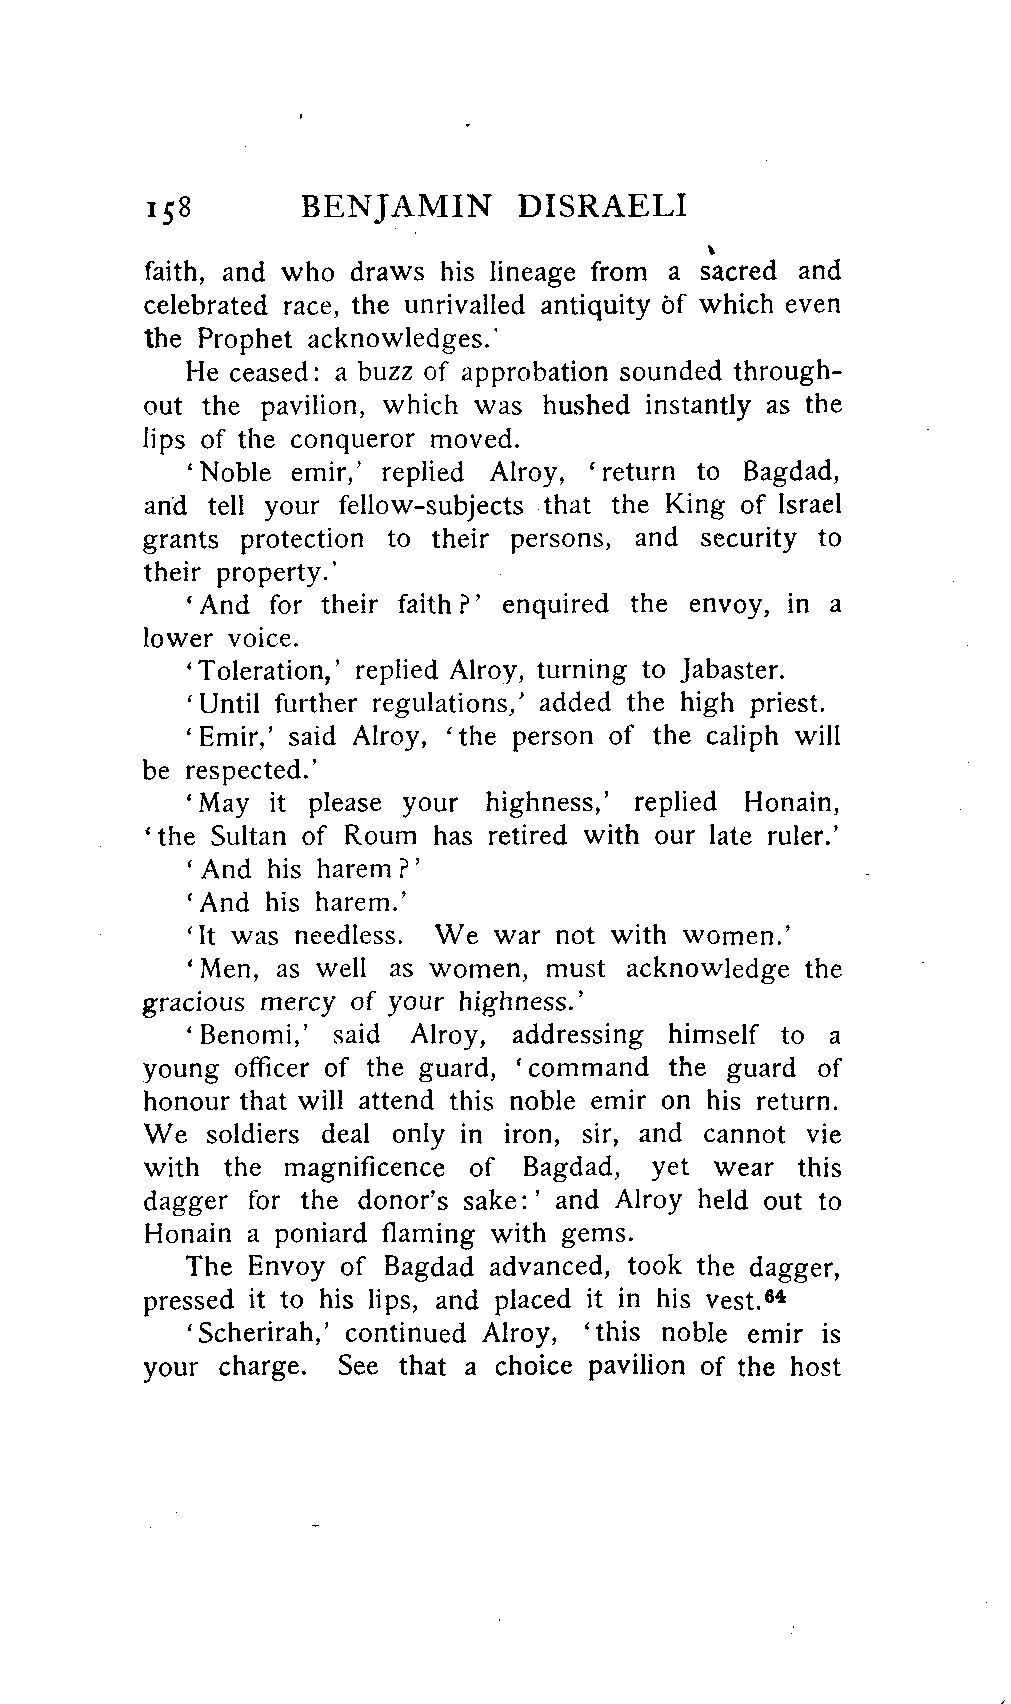 158 BENJAMIN DISRAELI
faith, and who draws his lineage from a sacred and
celebrated race, the unrivalled antiquity of which even
the Prophet acknowledges.'
He ceased: a buzz of approbation sounded through-
out the pavilion, which was hushed instantly as the
lips of the conqueror moved.
'Noble emir,' replied Alroy, 'return to Bagdad,
and tell your fellow-subjects that the King of Israel
grants protection to their persons, and security to
their property.'
'And for their faith?' enquired the envoy, in a
lower voice.
'Toleration,' replied Alroy, turning to Jabaster.
'Until further regulations,' added the high priest.
'Emir,' said Alroy, 'the person of the caliph will
be respected.'
'May it please your highness,' replied Honain,
'the Sultan of Roum has retired with our late ruler.'
'And his harem?'
'And his harem.'
'It was needless. We war not with women.'
'Men, as well as women, must acknowledge the
gracious mercy of your highness.'
'Benomi,' said Alroy, addressing himself to a
young officer of the guard, 'command the guard of
honour that will attend this noble emir on his return.
We soldiers deal only in iron, sir, and cannot vie
with the magnificence of Bagdad, yet wear this
dagger for the donor's sake:' and Alroy held out to
Honain a poniard flaming with gems.
The Envoy of Bagdad advanced, took the dagger,
pressed it to his lips, and placed it in his vest.⁶⁴
'Scherirah,' continued Alroy, 'this noble emir is
your charge. See that a choice pavilion of the host